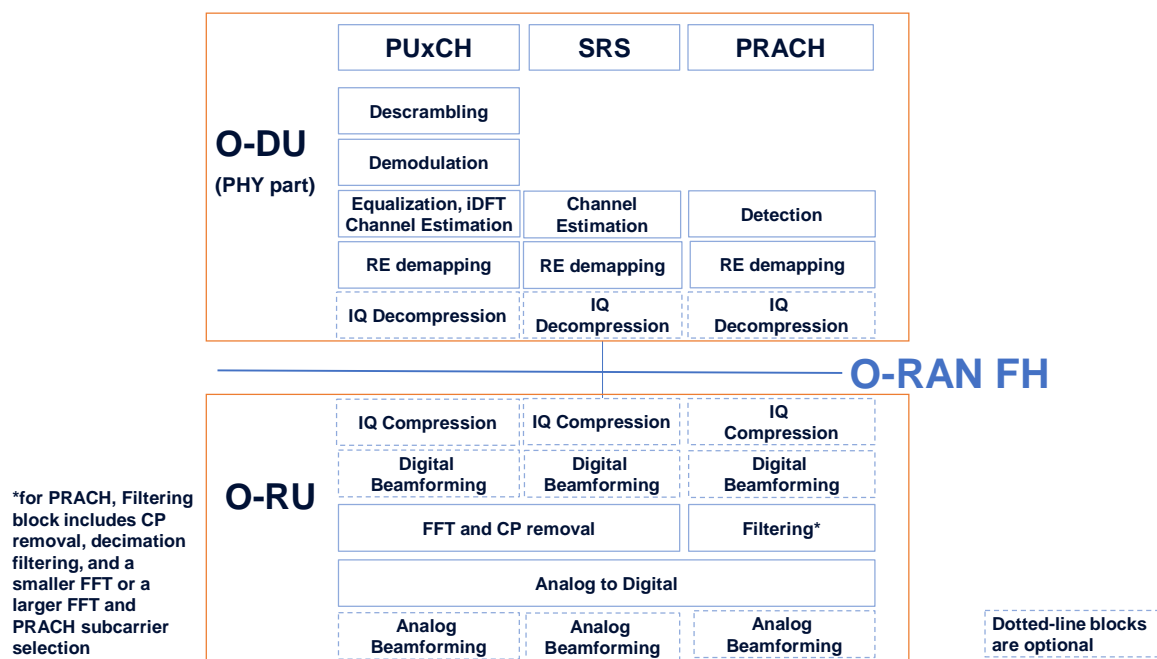 PUxCH
SRS
PRACH
O-DU
(PHY part)
Descrambling
Demodulation
Equalization, iDFT
Channel Estimation
Channel
Estimation
Detection
RE demapping
RE demapping
RE demapping
IQ Decompression
IQ
Decompression
IQ
Decompression
O-RAN FH
O-RU
IQ Compression
IQ Compression
IQ
Compression
Digital
Beamforming
Digital
Beamforming
Digital
Beamforming
FFT and CP removal
Filtering*
Analog to Digital
Analog
Beamforming
Analog
Beamforming
Analog
Beamforming
*for PRACH, Filtering
block includes CP
removal, decimation
filtering, and a
smaller FFT or a
larger FFT and
PRACH subcarrier
selection
Dotted-line blocks
are optional